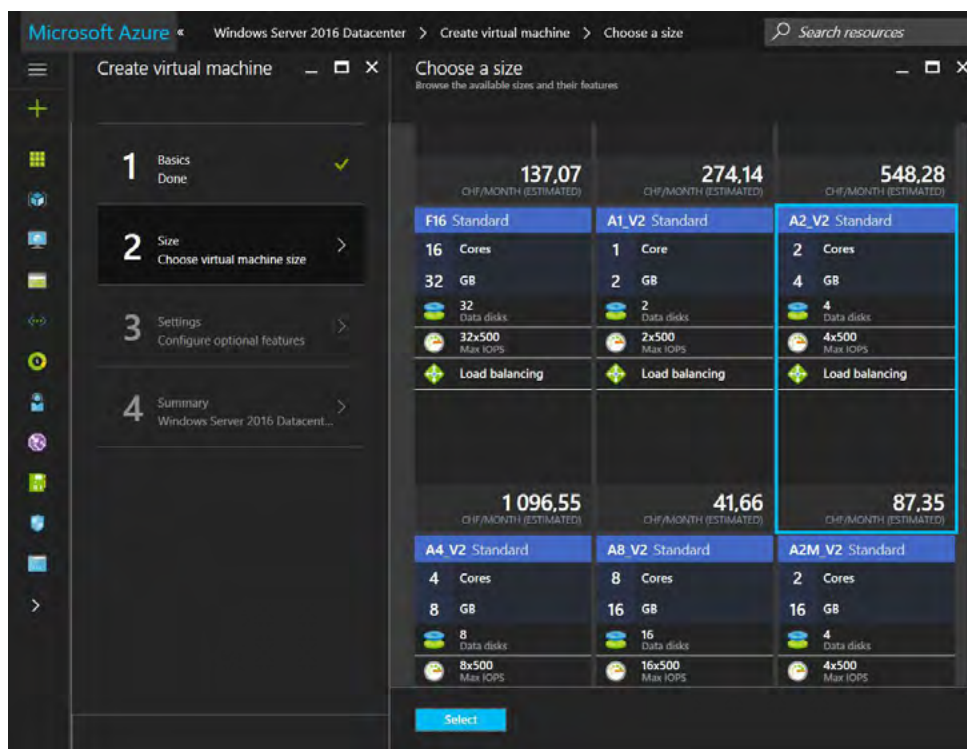 Microsoft Azure « Windows Server 2016 Datacenter > Create virtual machine > Choose a size Search resources
Create virtual machine
1 Basics
Done
2 Size
Choose virtual machine size
3 Settings
Configure optional features
4 Summary
Windows Server 2016 Datacent...
Choose a size
Browse the available sizes and their features
137,07 274,14 548,28
CHF/MONTH (ESTIMATED) CHF/MONTH (ESTIMATED) CHF/MONTH (ESTIMATED)
F16 Standard A1_V2 Standard A2_V2 Standard
16 Cores 1 Core 2 Cores
32 GB 2 GB 4 GB
32 2 4
Data disks Data disks Data disks
32x500 2x500 4x500
Max IOPS Max IOPS Max IOPS
Load balancing Load balancing Load balancing
1 096,55 41,66 87,35
CHF/MONTH (ESTIMATED) CHF/MONTH (ESTIMATED) CHF/MONTH (ESTIMATED)
A4_V2 Standard A8_V2 Standard A2M_V2 Standard
4 Cores 8 Cores 2 Cores
8 GB 16 GB 16 GB
8 16 4
Data disks Data disks Data disks
8x500 16x500 4x500
Max IOPS Max IOPS Max IOPS
Select